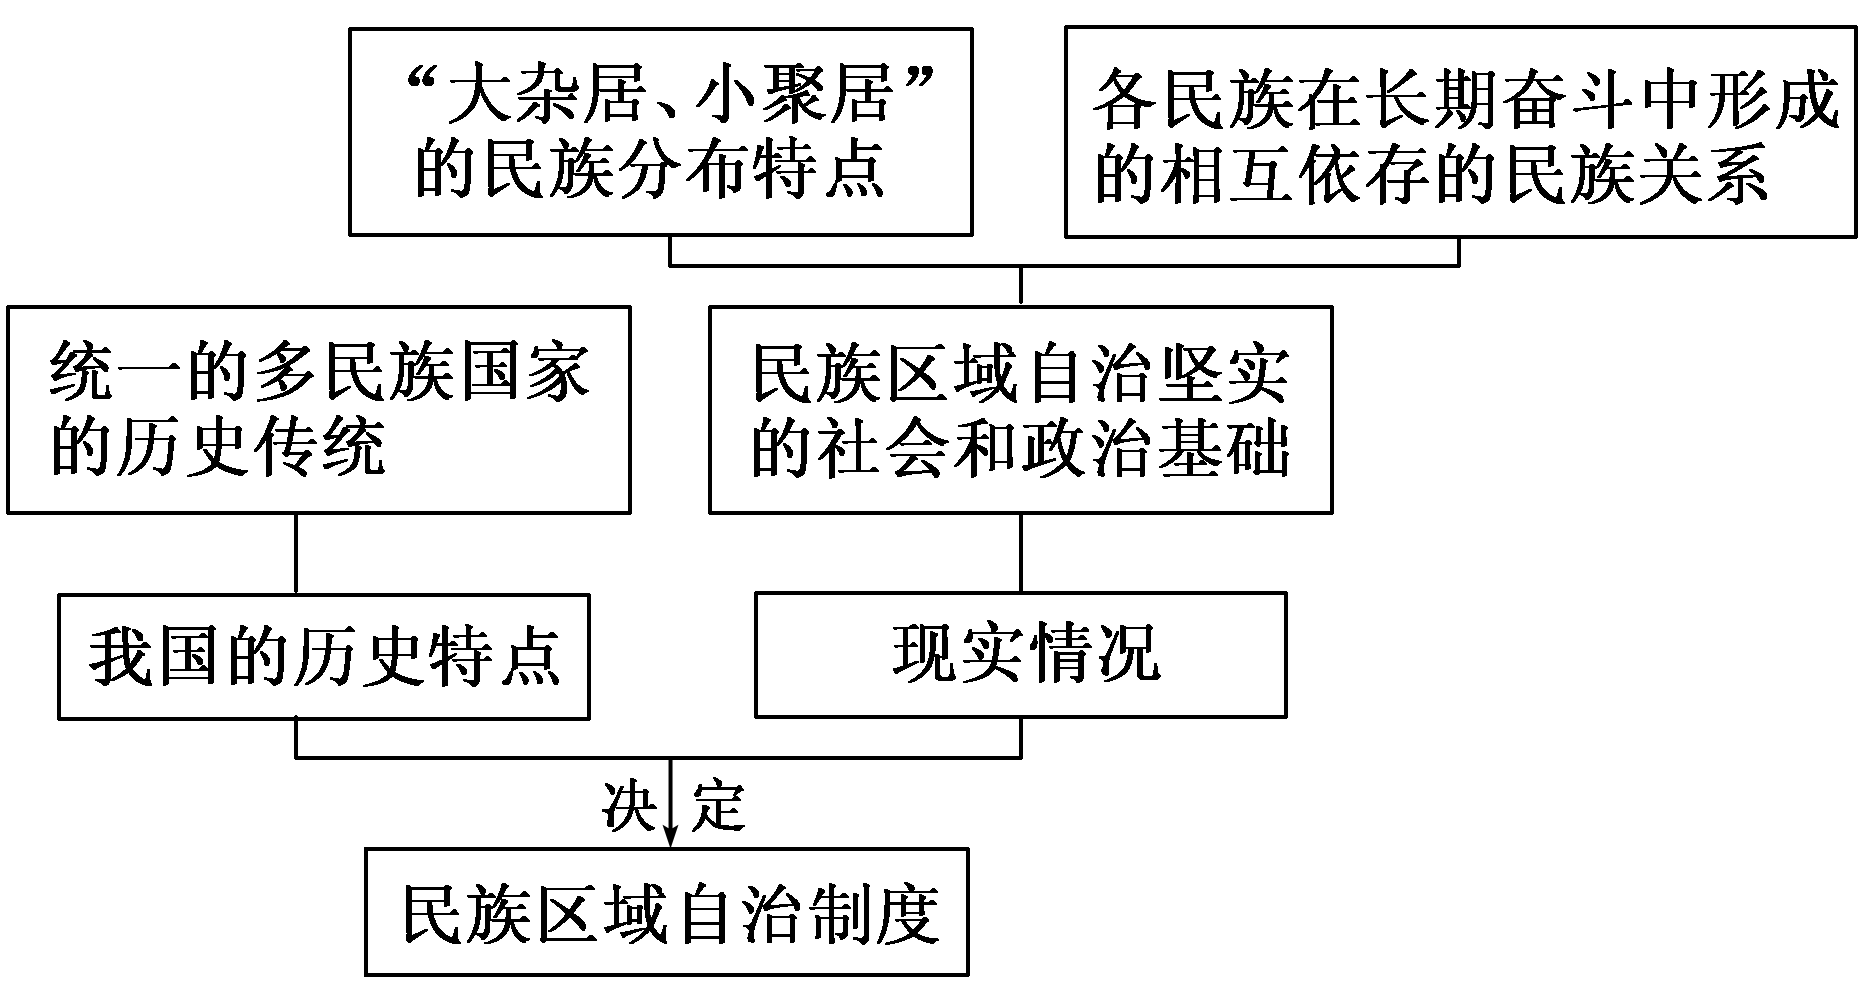 “大杂居、小聚居”
的民族分布特点
各民族在长期奋斗中形成
的相互依存的民族关系
统一的多民族国家
的历史传统
民族区域自治坚实
的社会和政治基础
我国的历史特点
现实情况
决定
民族区域自治制度